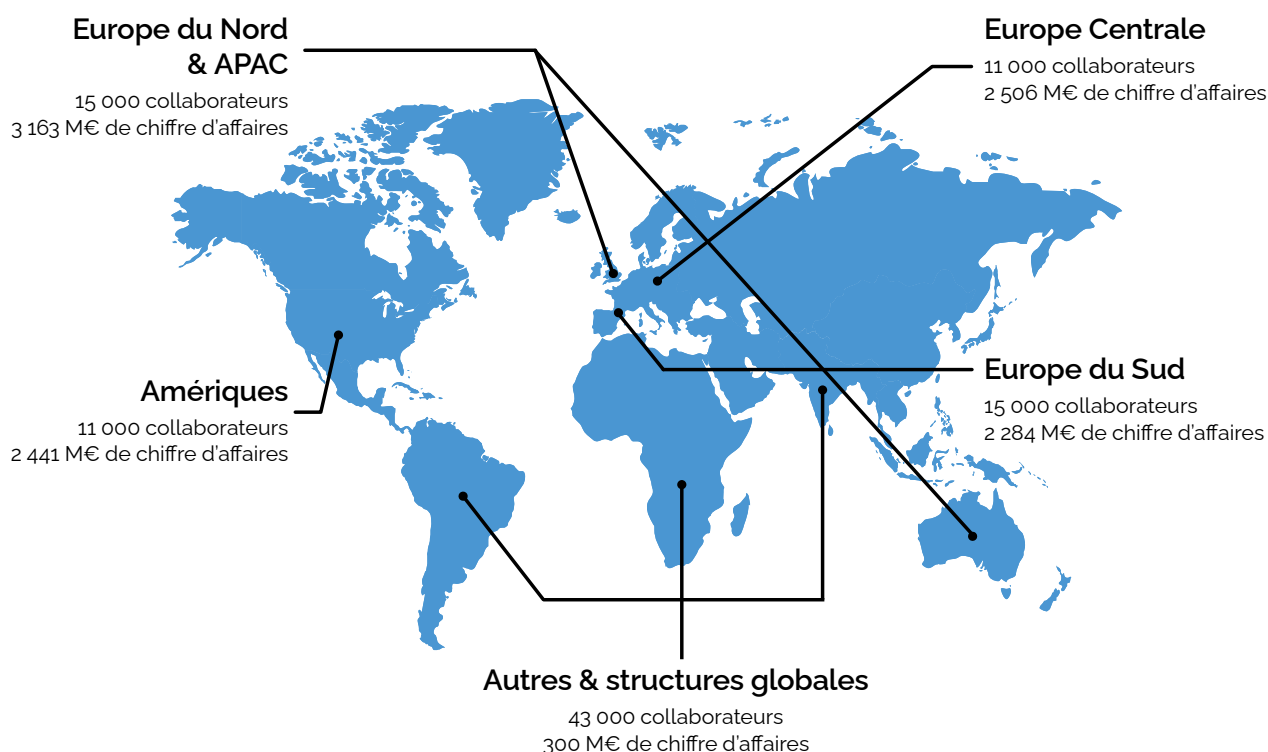 Europe du Nord
& APAC
15 000 collaborateurs
3 163 M€ de chiffre d'affaires
Europe Centrale
11 000 collaborateurs
2 506 M€ de chiffre d'affaires
Amériques
11 000 collaborateurs
2 441 M€ de chiffre d'affaires
Europe du Sud
15 000 collaborateurs
2 284 M€ de chiffre d'affaires
Autres & structures globales
43 000 collaborateurs
300 M€ de chiffre d'affaires